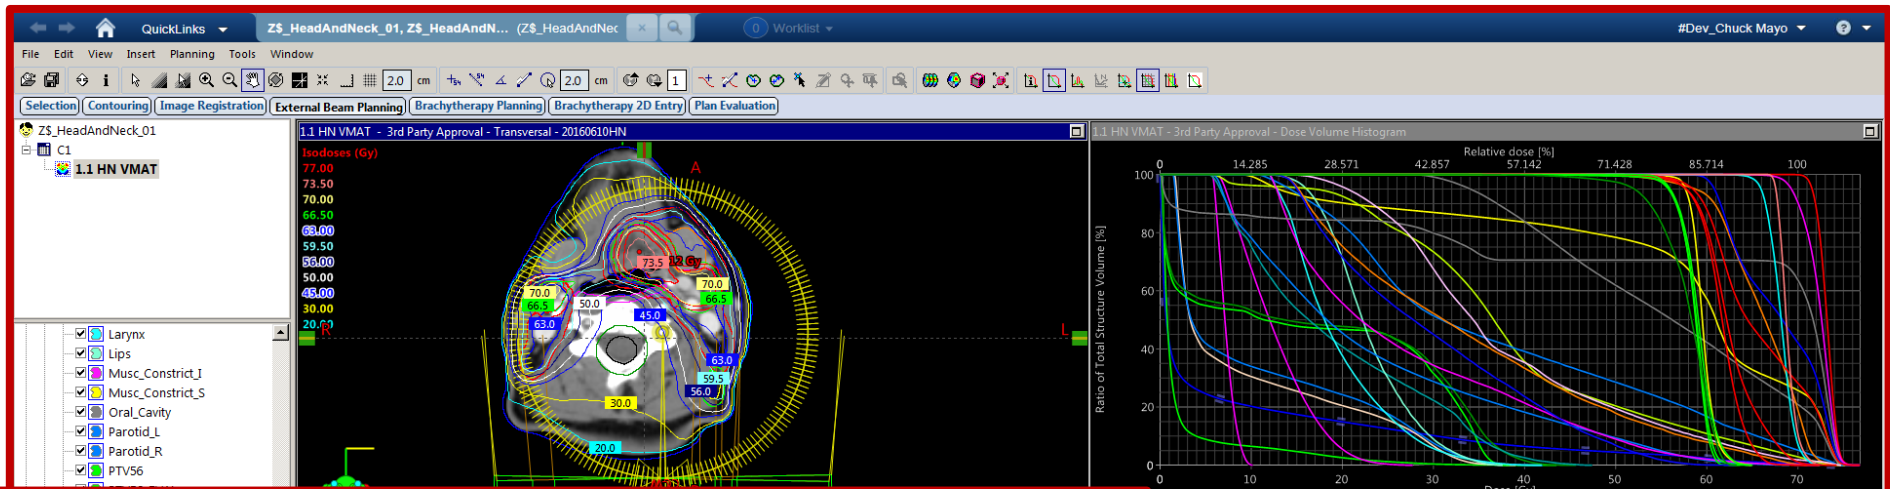 QuickLinks
Z$_HeadAndNeck_01, Z$_HeadAndN... (Z$_HeadAndNec
0 Worklist
#Dev_Chuck Mayo
File Edit View Insert Planning Tools Window
2.0 cm 2.0 cm 1
Selection Contouring Image Registration External Beam Planning Brachytherapy Planning Brachytherapy 2D Entry Plan Evaluation
Z$_HeadAndNeck_01
C1
1.1 HN VMAT
Larynx
Lips
Musc_Constrict_I
Musc_Constrict_S
Oral_Cavity
Parotid_L
Parotid_R
PTV56
1.1 HN VMAT - 3rd Party Approval - Transversal - 20160610HN
Isodoses (Gy)
77.00
73.50
70.00
66.50
63.00
59.50
56.00
50.00
45.00
30.00
20.00
A
R
L
73.5
12 Gy
70.0
70.0
66.5
66.5
50.0
63.0
45.0
63.0
59.5
56.0
30.0
20.0
1.1 HN VMAT - 3rd Party Approval - Dose Volume Histogram
Relative dose [%]
0 14.285 28.571 42.857 57.142 71.428 85.714 100
Ratio of Total Structure Volume [%]
100
80
60
40
20
0
0 10 20 30 40 50 60 70
Dose [Gy]